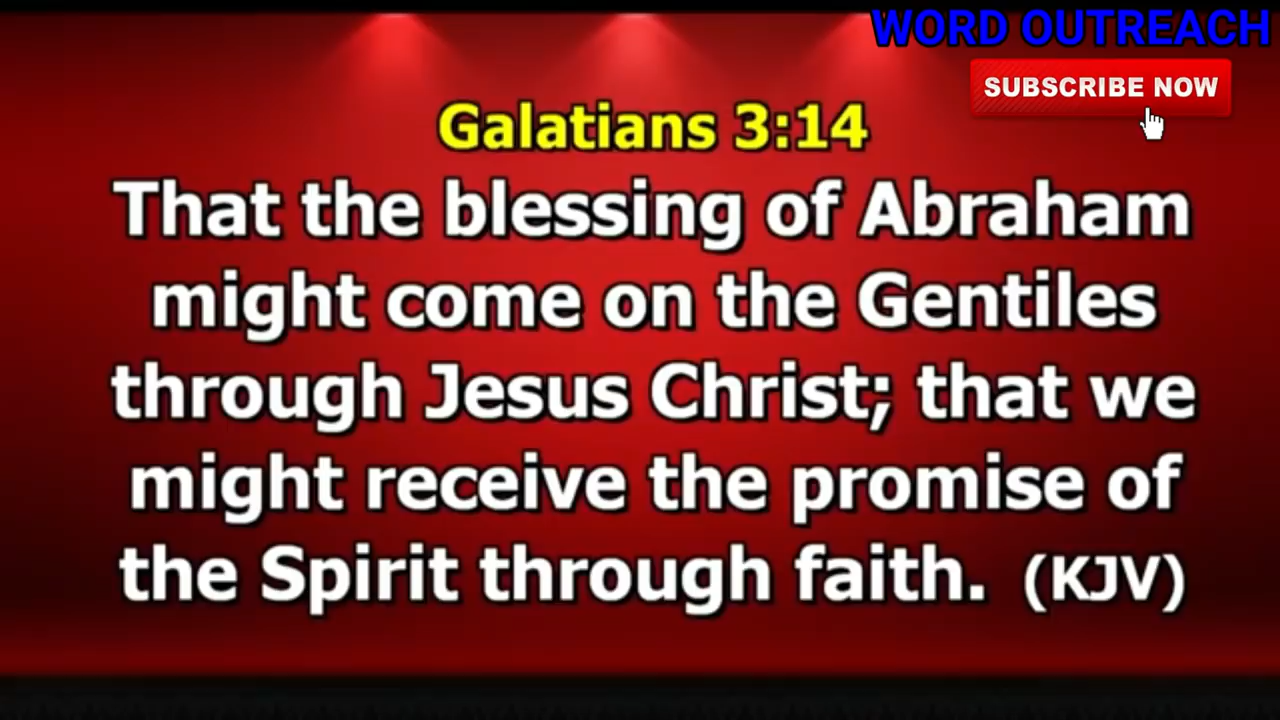 WORD OUTREACH
SUBSCRIBE NOW
Galatians 3:14
That the blessing of Abraham
might come on the Gentiles
through Jesus Christ; that we
might receive the promise of
the Spirit through faith. (KJV)